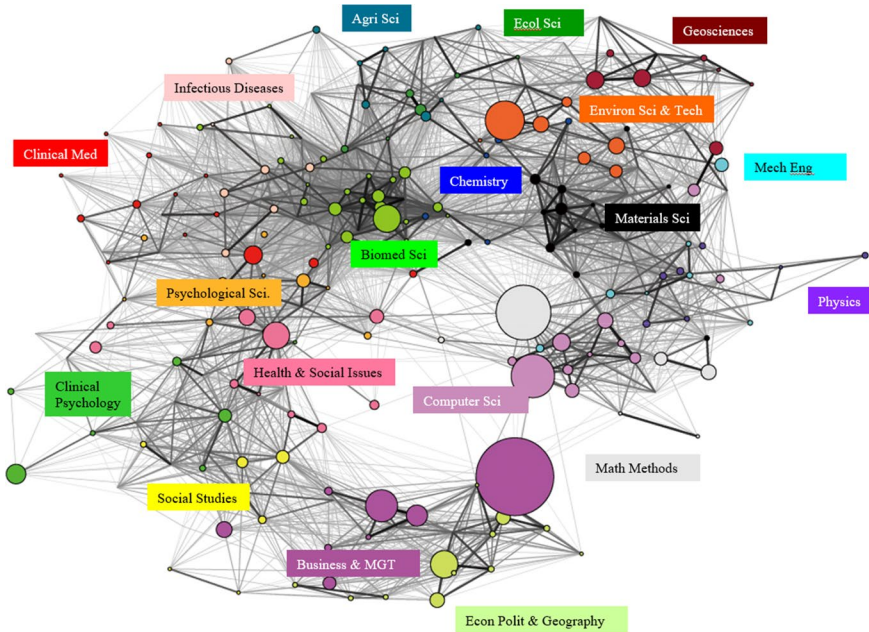 Agri Sci
Ecol Sci
Geosciences
Infectious Diseases
Environ Sci & Tech
Clinical Med
Chemistry
Mech Eng
Materials Sci
Biomed Sci
Psychological Sci.
Physics
Health & Social Issues
Clinical
Psychology
Computer Sci
Math Methods
Social Studies
Business & MGT
Econ Polit & Geography